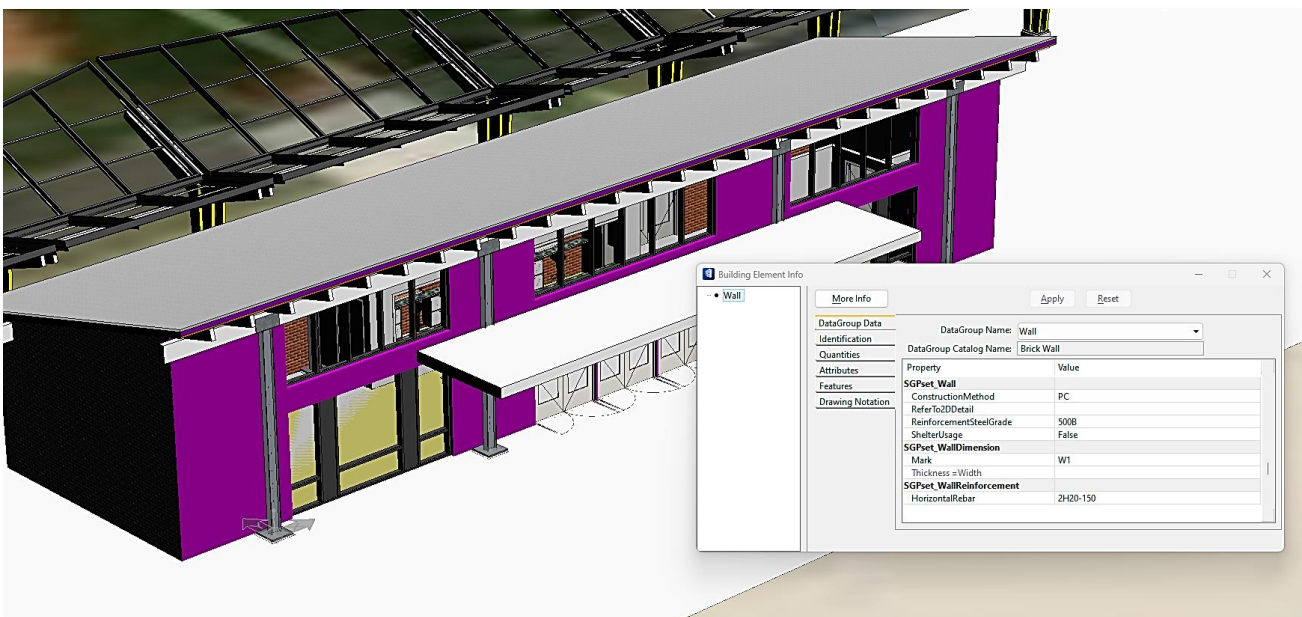 Building Element Info
Wall
More Info
Apply
Reset
DataGroup Data
Identification
Quantities
Attributes
Features
Drawing Notation
DataGroup Name: Wall
DataGroup Catalog Name: Brick Wall
Property Value
SGPset_Wall
ConstructionMethod PC
ReferTo2DDetail
ReinforcementSteelGrade 500B
ShelterUsage False
SGPset_WallDimension
Mark W1
Thickness =Width
SGPset_WallReinforcement
HorizontalRebar 2H20-150